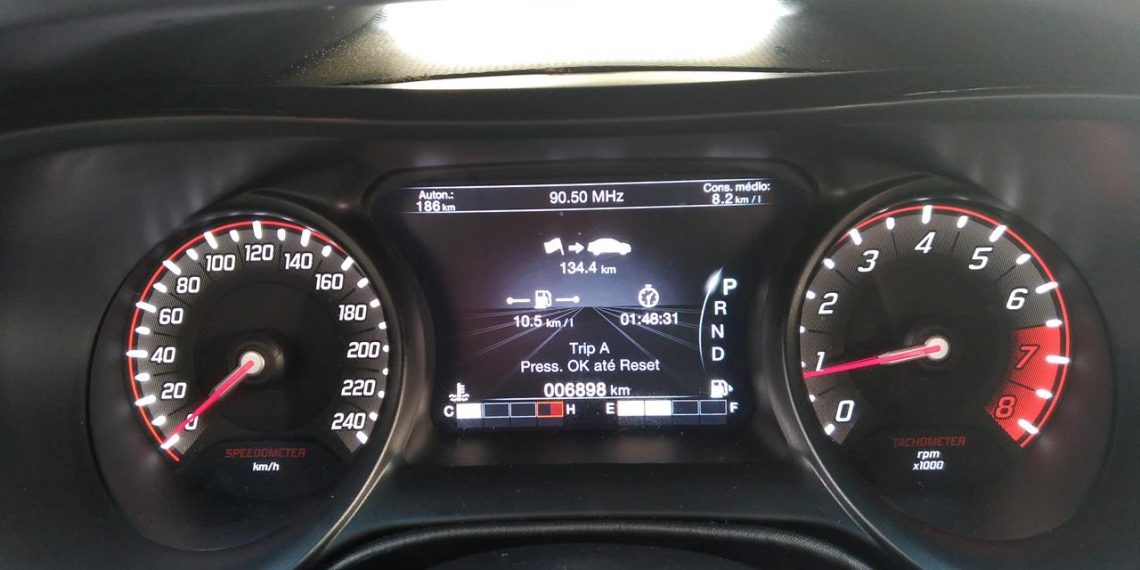 Auton.:
186 km
90.50 MHz
Cons. médio:
8.2 km / l
134.4 km
10.5 km / l
01:48:31
P
R
N
D
Trip A
Press. OK até Reset
006898 km
C
H
E
F
0
20
40
60
80
100
120
140
160
180
200
220
240
SPEEDOMETER
km/h
0
1
2
3
4
5
6
7
8
TACHOMETER
rpm
x1000